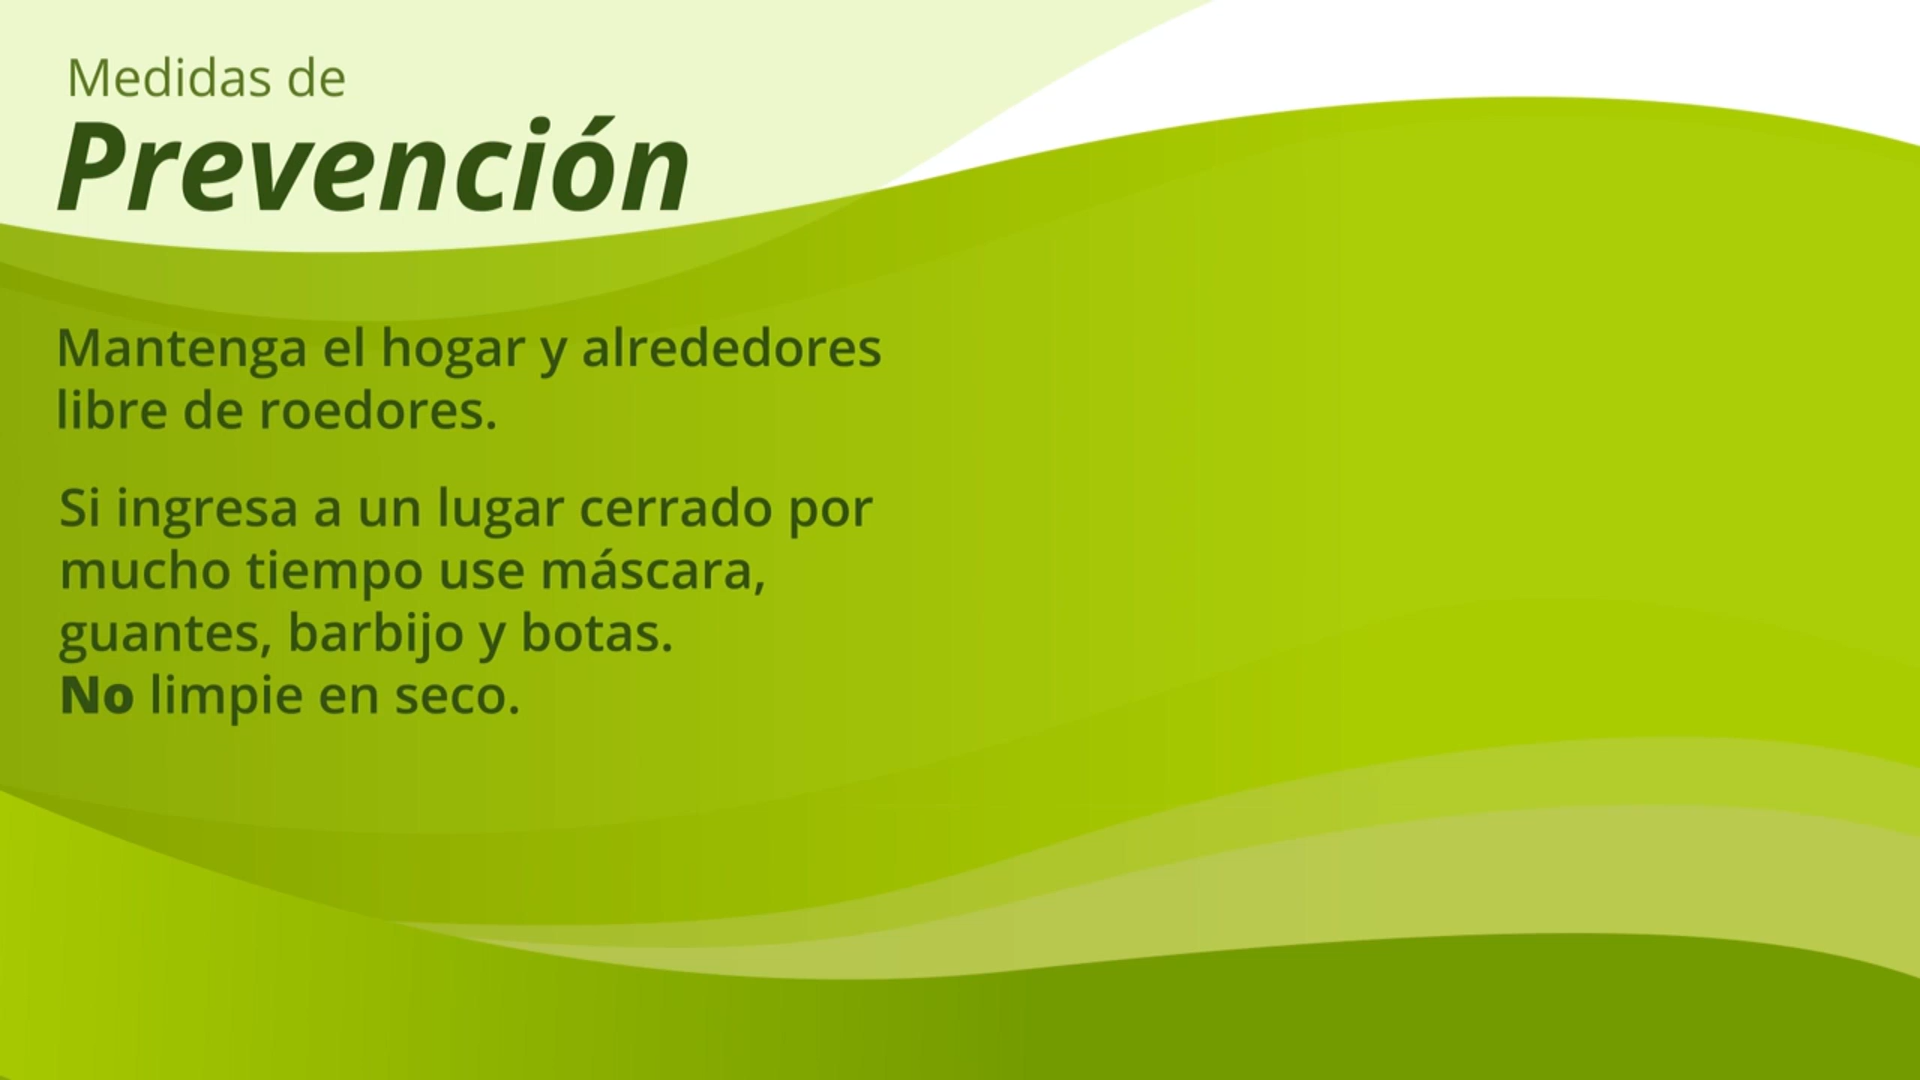 Medidas de
Prevención
Mantenga el hogar y alrededores
libre de roedores.
Si ingresa a un lugar cerrado por
mucho tiempo use máscara,
guantes, barbijo y botas.
No limpie en seco.